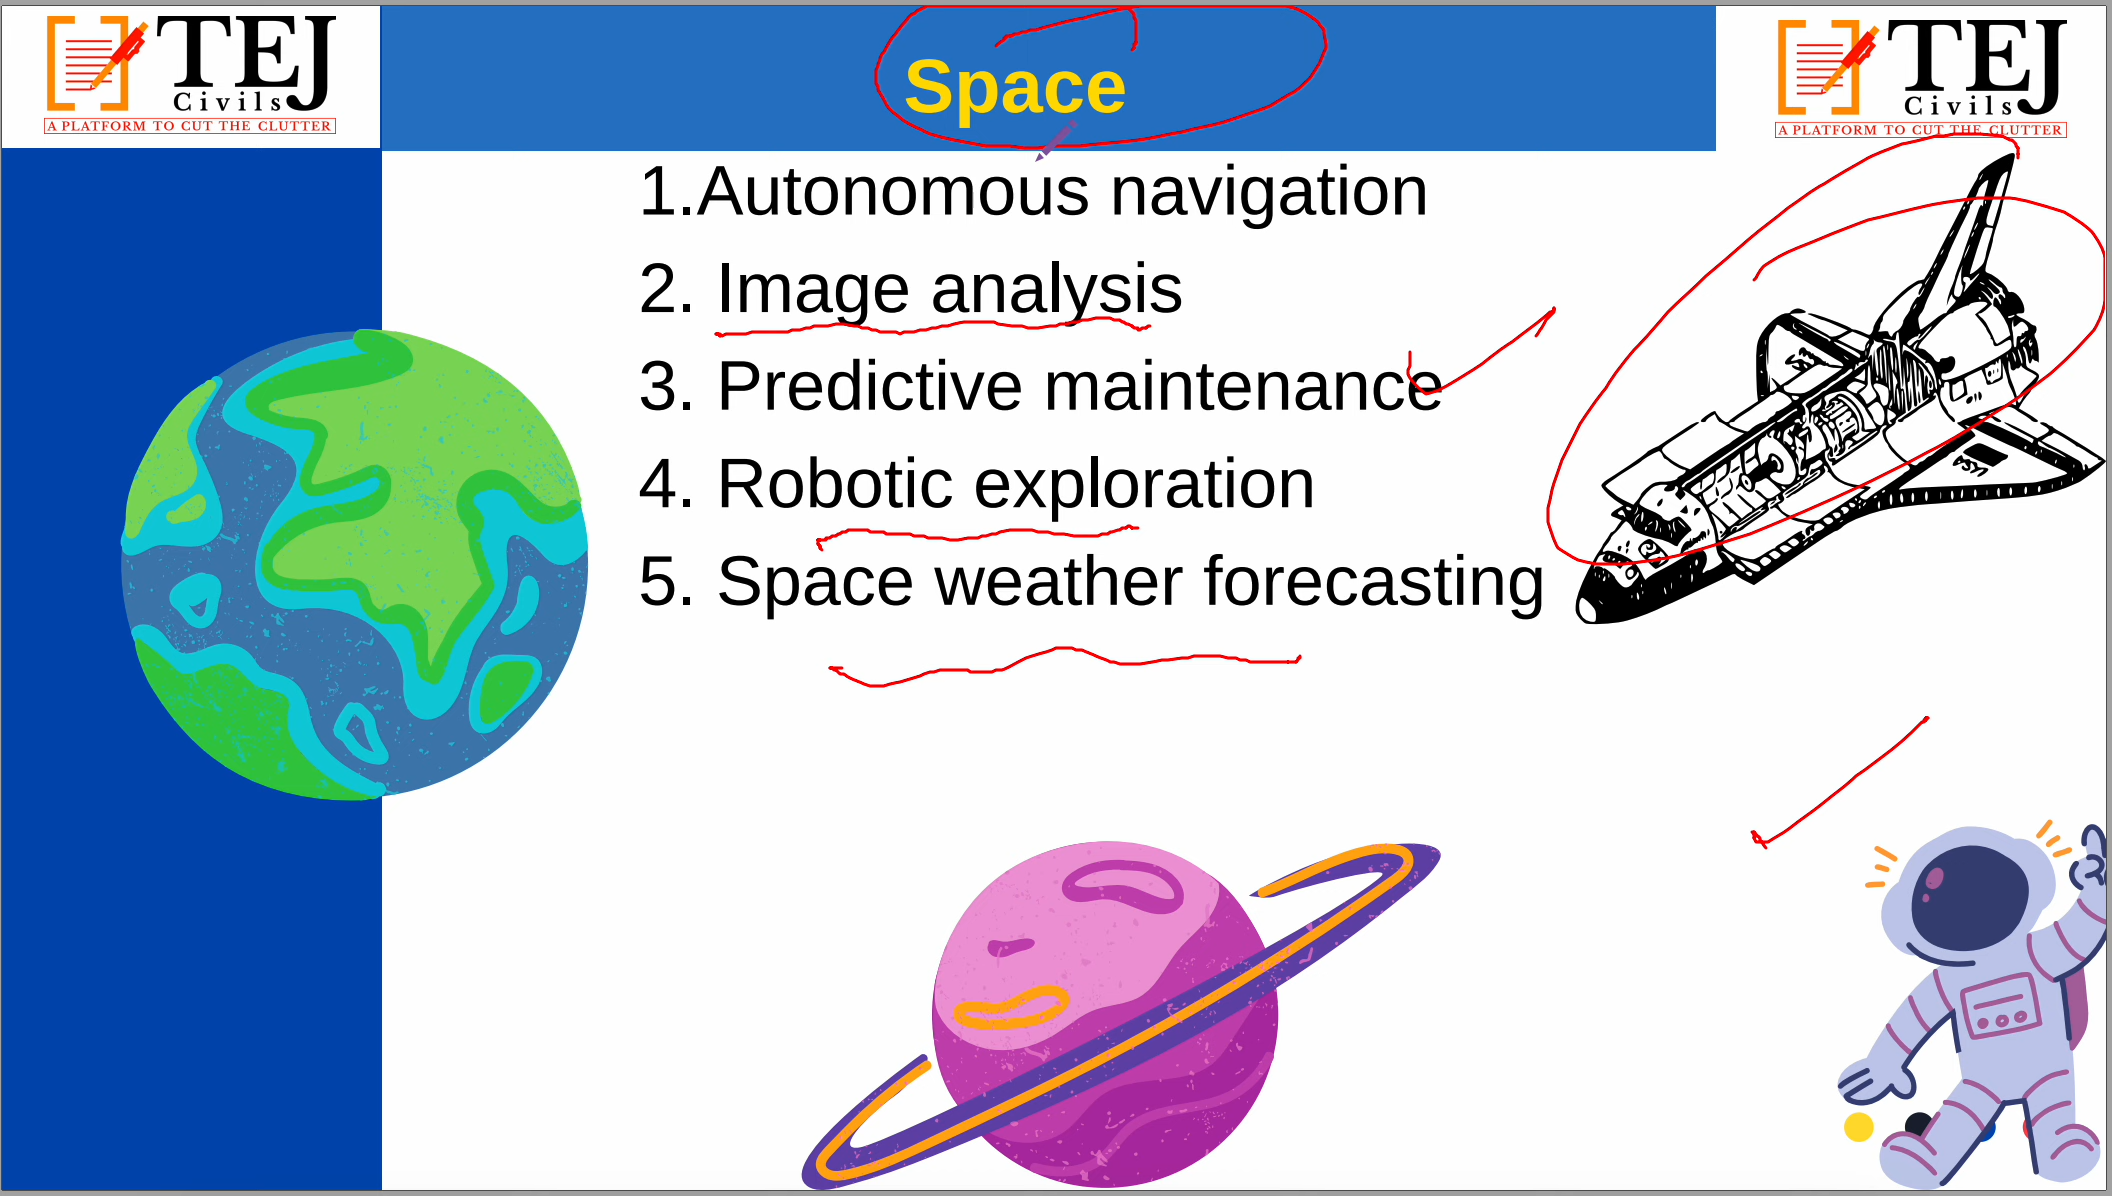 TEJ
Civils
A PLATFORM TO CUT THE CLUTTER
Space
TEJ
Civils
A PLATFORM TO CUT THE CLUTTER
1.Autonomous navigation
2. Image analysis
3. Predictive maintenance
4. Robotic exploration
5. Space weather forecasting